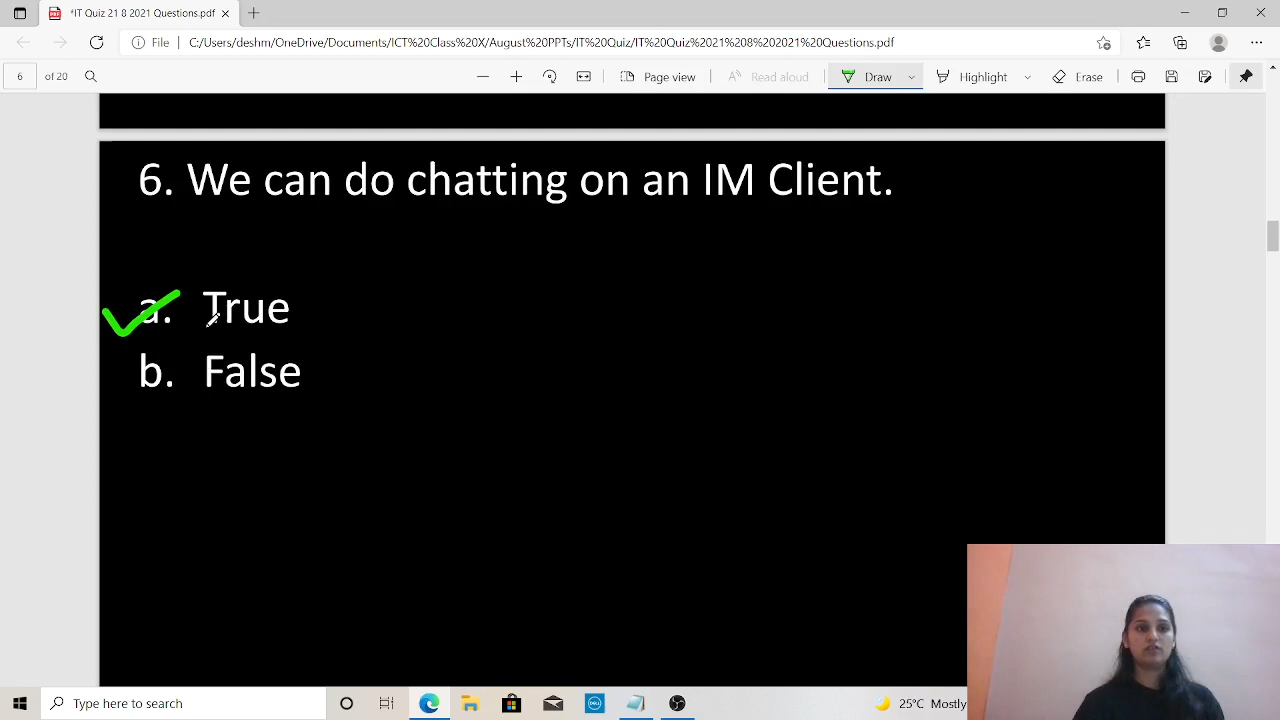 *IT Quiz 21 8 2021 Questions.pdf
File
C:/Users/deshm/OneDrive/Documents/ICT%20Class%20X/August%20PPTs/IT%20Quiz/IT%20Quiz%2021%208%202021%20Questions.pdf
6 of 20
Page view
Read aloud
Draw
Highlight
Erase
6. We can do chatting on an IM Client.
a. True
b. False
Type here to search
DELL
25°C Mostly